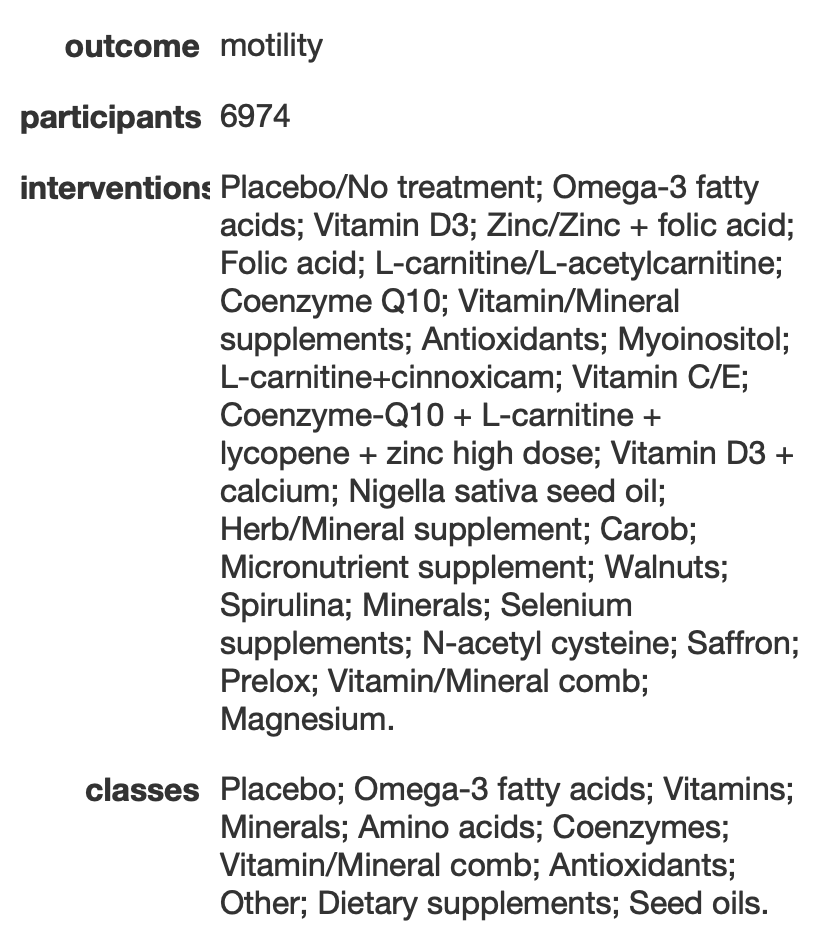 outcome motility
participants 6974
interventions Placebo/No treatment; Omega-3 fatty
acids; Vitamin D3; Zinc/Zinc + folic acid;
Folic acid; L-carnitine/L-acetylcarnitine;
Coenzyme Q10; Vitamin/Mineral
supplements; Antioxidants; Myoinositol;
L-carnitine+cinnoxicam; Vitamin C/E;
Coenzyme-Q10 + L-carnitine +
lycopene + zinc high dose; Vitamin D3 +
calcium; Nigella sativa seed oil;
Herb/Mineral supplement; Carob;
Micronutrient supplement; Walnuts;
Spirulina; Minerals; Selenium
supplements; N-acetyl cysteine; Saffron;
Prelox; Vitamin/Mineral comb;
Magnesium.
classes Placebo; Omega-3 fatty acids; Vitamins;
Minerals; Amino acids; Coenzymes;
Vitamin/Mineral comb; Antioxidants;
Other; Dietary supplements; Seed oils.